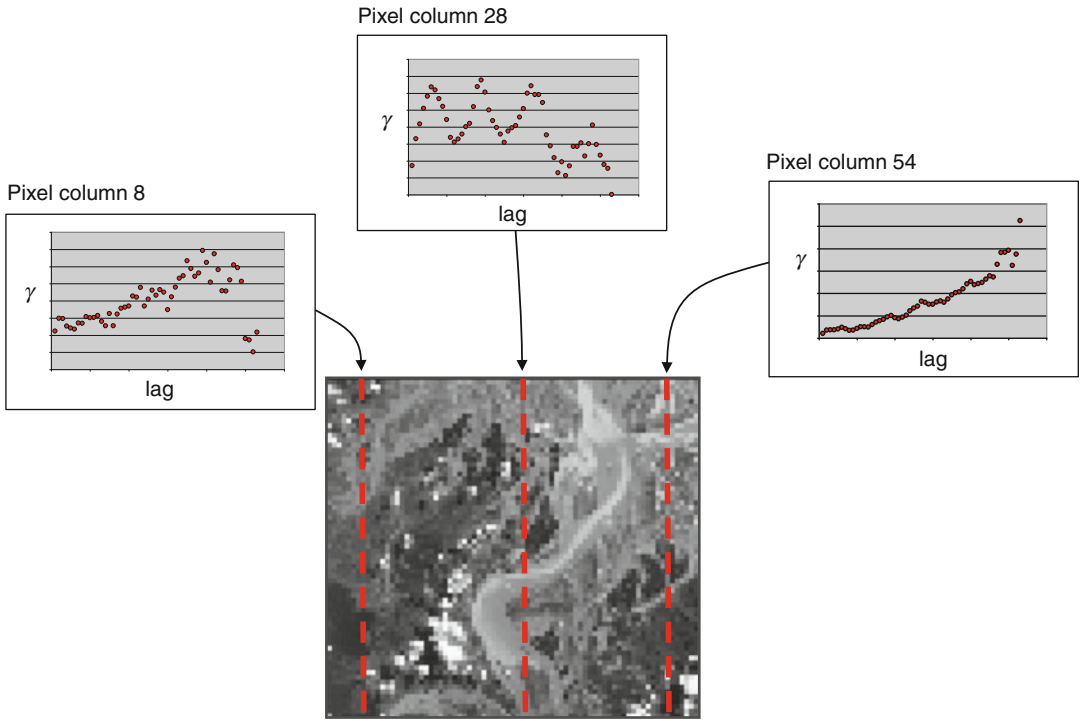 Pixel column 28
γ
lag
Pixel column 8
γ
lag
Pixel column 54
γ
lag